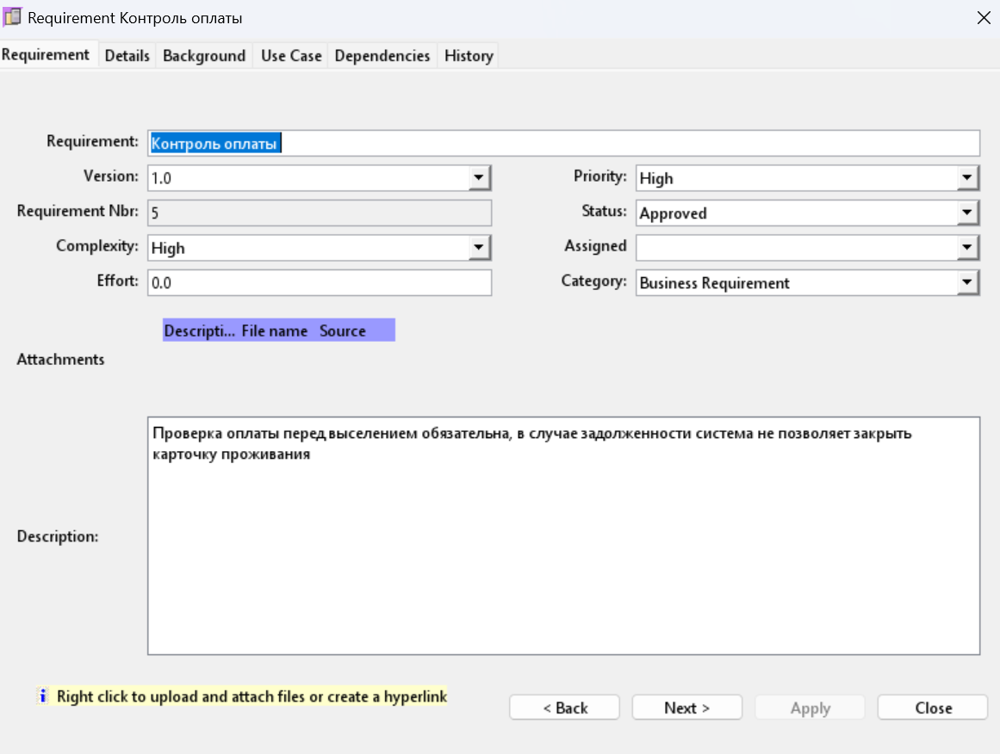 Requirement Контроль оплаты
Requirement Details Background Use Case Dependencies History
Requirement: Контроль оплаты
Version: 1.0 Priority: High
Requirement Nbr: 5 Status: Approved
Complexity: High Assigned
Effort: 0.0 Category: Business Requirement
Descripti... File name Source
Attachments
Проверка оплаты перед выселением обязательна, в случае задолженности система не позволяет закрыть
карточку проживания
Description:
Right click to upload and attach files or create a hyperlink
< Back Next > Apply Close